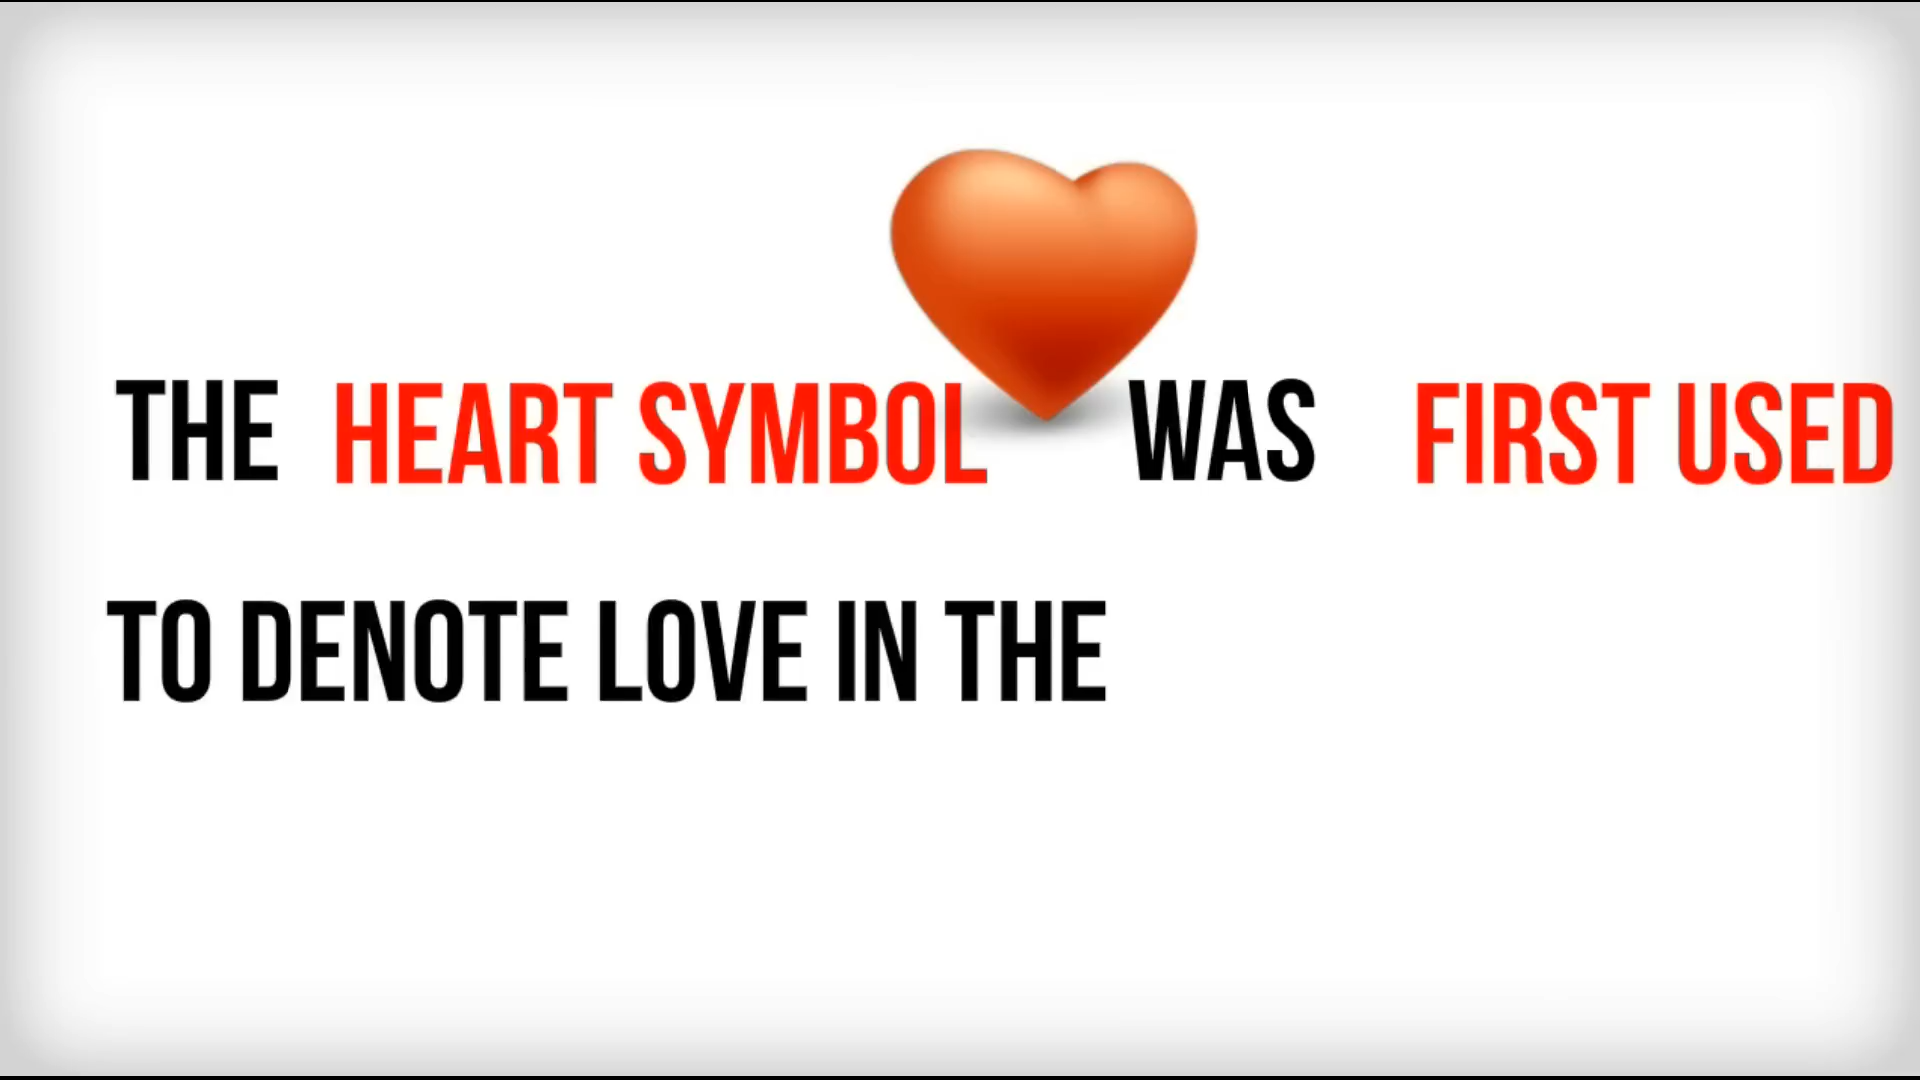 THE HEART SYMBOL WAS FIRST USED
TO DENOTE LOVE IN THE